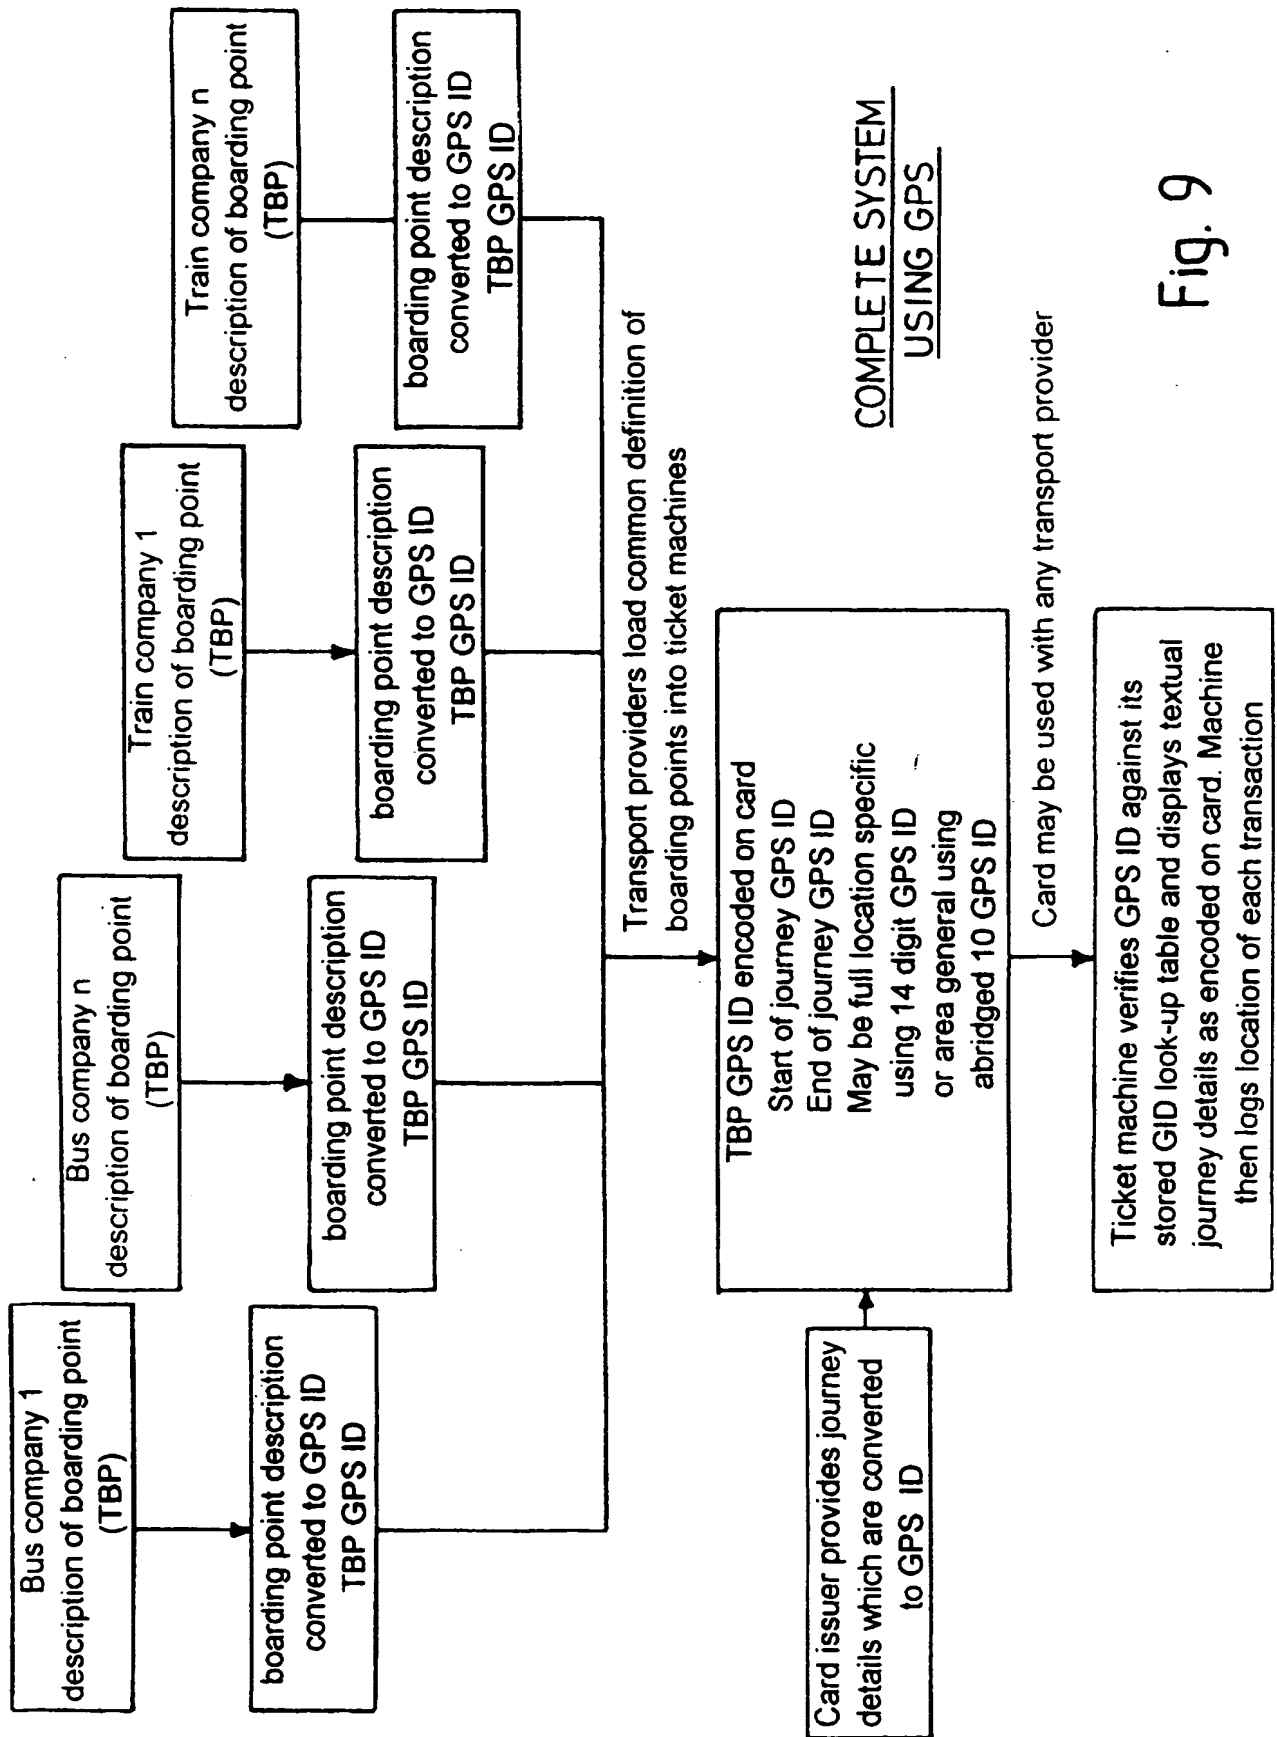 Bus company 1
description of boarding point
(TBP)
Bus company n
description of boarding point
(TBP)
Train company 1
description of boarding point
(TBP)
Train company n
description of boarding point
(TBP)
boarding point description
converted to GPS ID
TBP GPS ID
boarding point description
converted to GPS ID
TBP GPS ID
boarding point description
converted to GPS ID
TBP GPS ID
boarding point description
converted to GPS ID
TBP GPS ID
Transport providers load common definition of
boarding points into ticket machines
Card issuer provides journey
details which are converted
to GPS ID
TBP GPS ID encoded on card
Start of journey GPS ID
End of journey GPS ID
May be full location specific
using 14 digit GPS ID
or area general using
abridged 10 GPS ID
COMPLETE SYSTEM
USING GPS
Card may be used with any transport provider
Ticket machine verifies GPS ID against its
stored GID look-up table and displays textual
journey details as encoded on card. Machine
then logs location of each transaction
Fig. 9